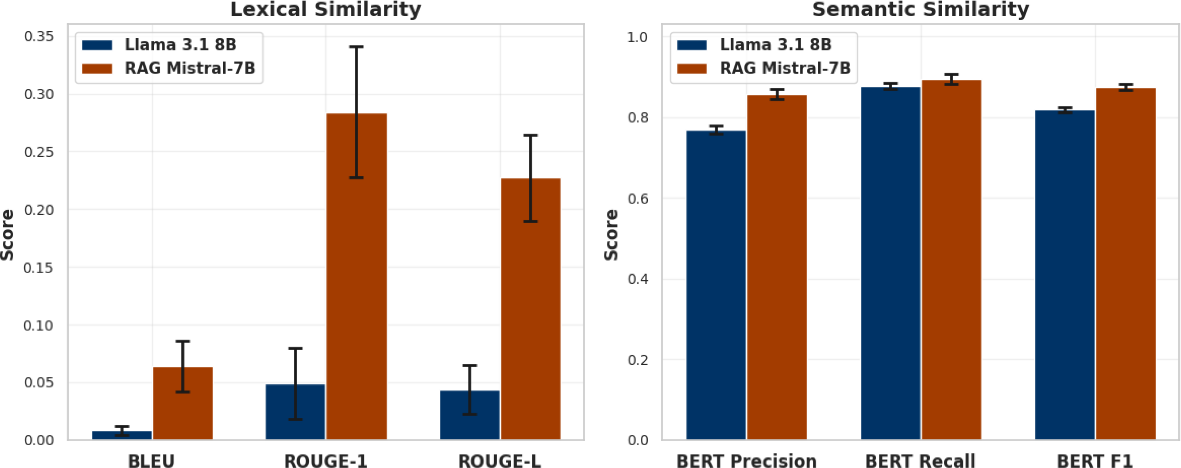 Lexical Similarity
Score
0.35
0.30
0.25
0.20
0.15
0.10
0.05
0.00
Llama 3.1 8B
RAG Mistral-7B
BLEU
ROUGE-1
ROUGE-L
Semantic Similarity
Score
1.0
0.8
0.6
0.4
0.2
0.0
Llama 3.1 8B
RAG Mistral-7B
BERT Precision
BERT Recall
BERT F1